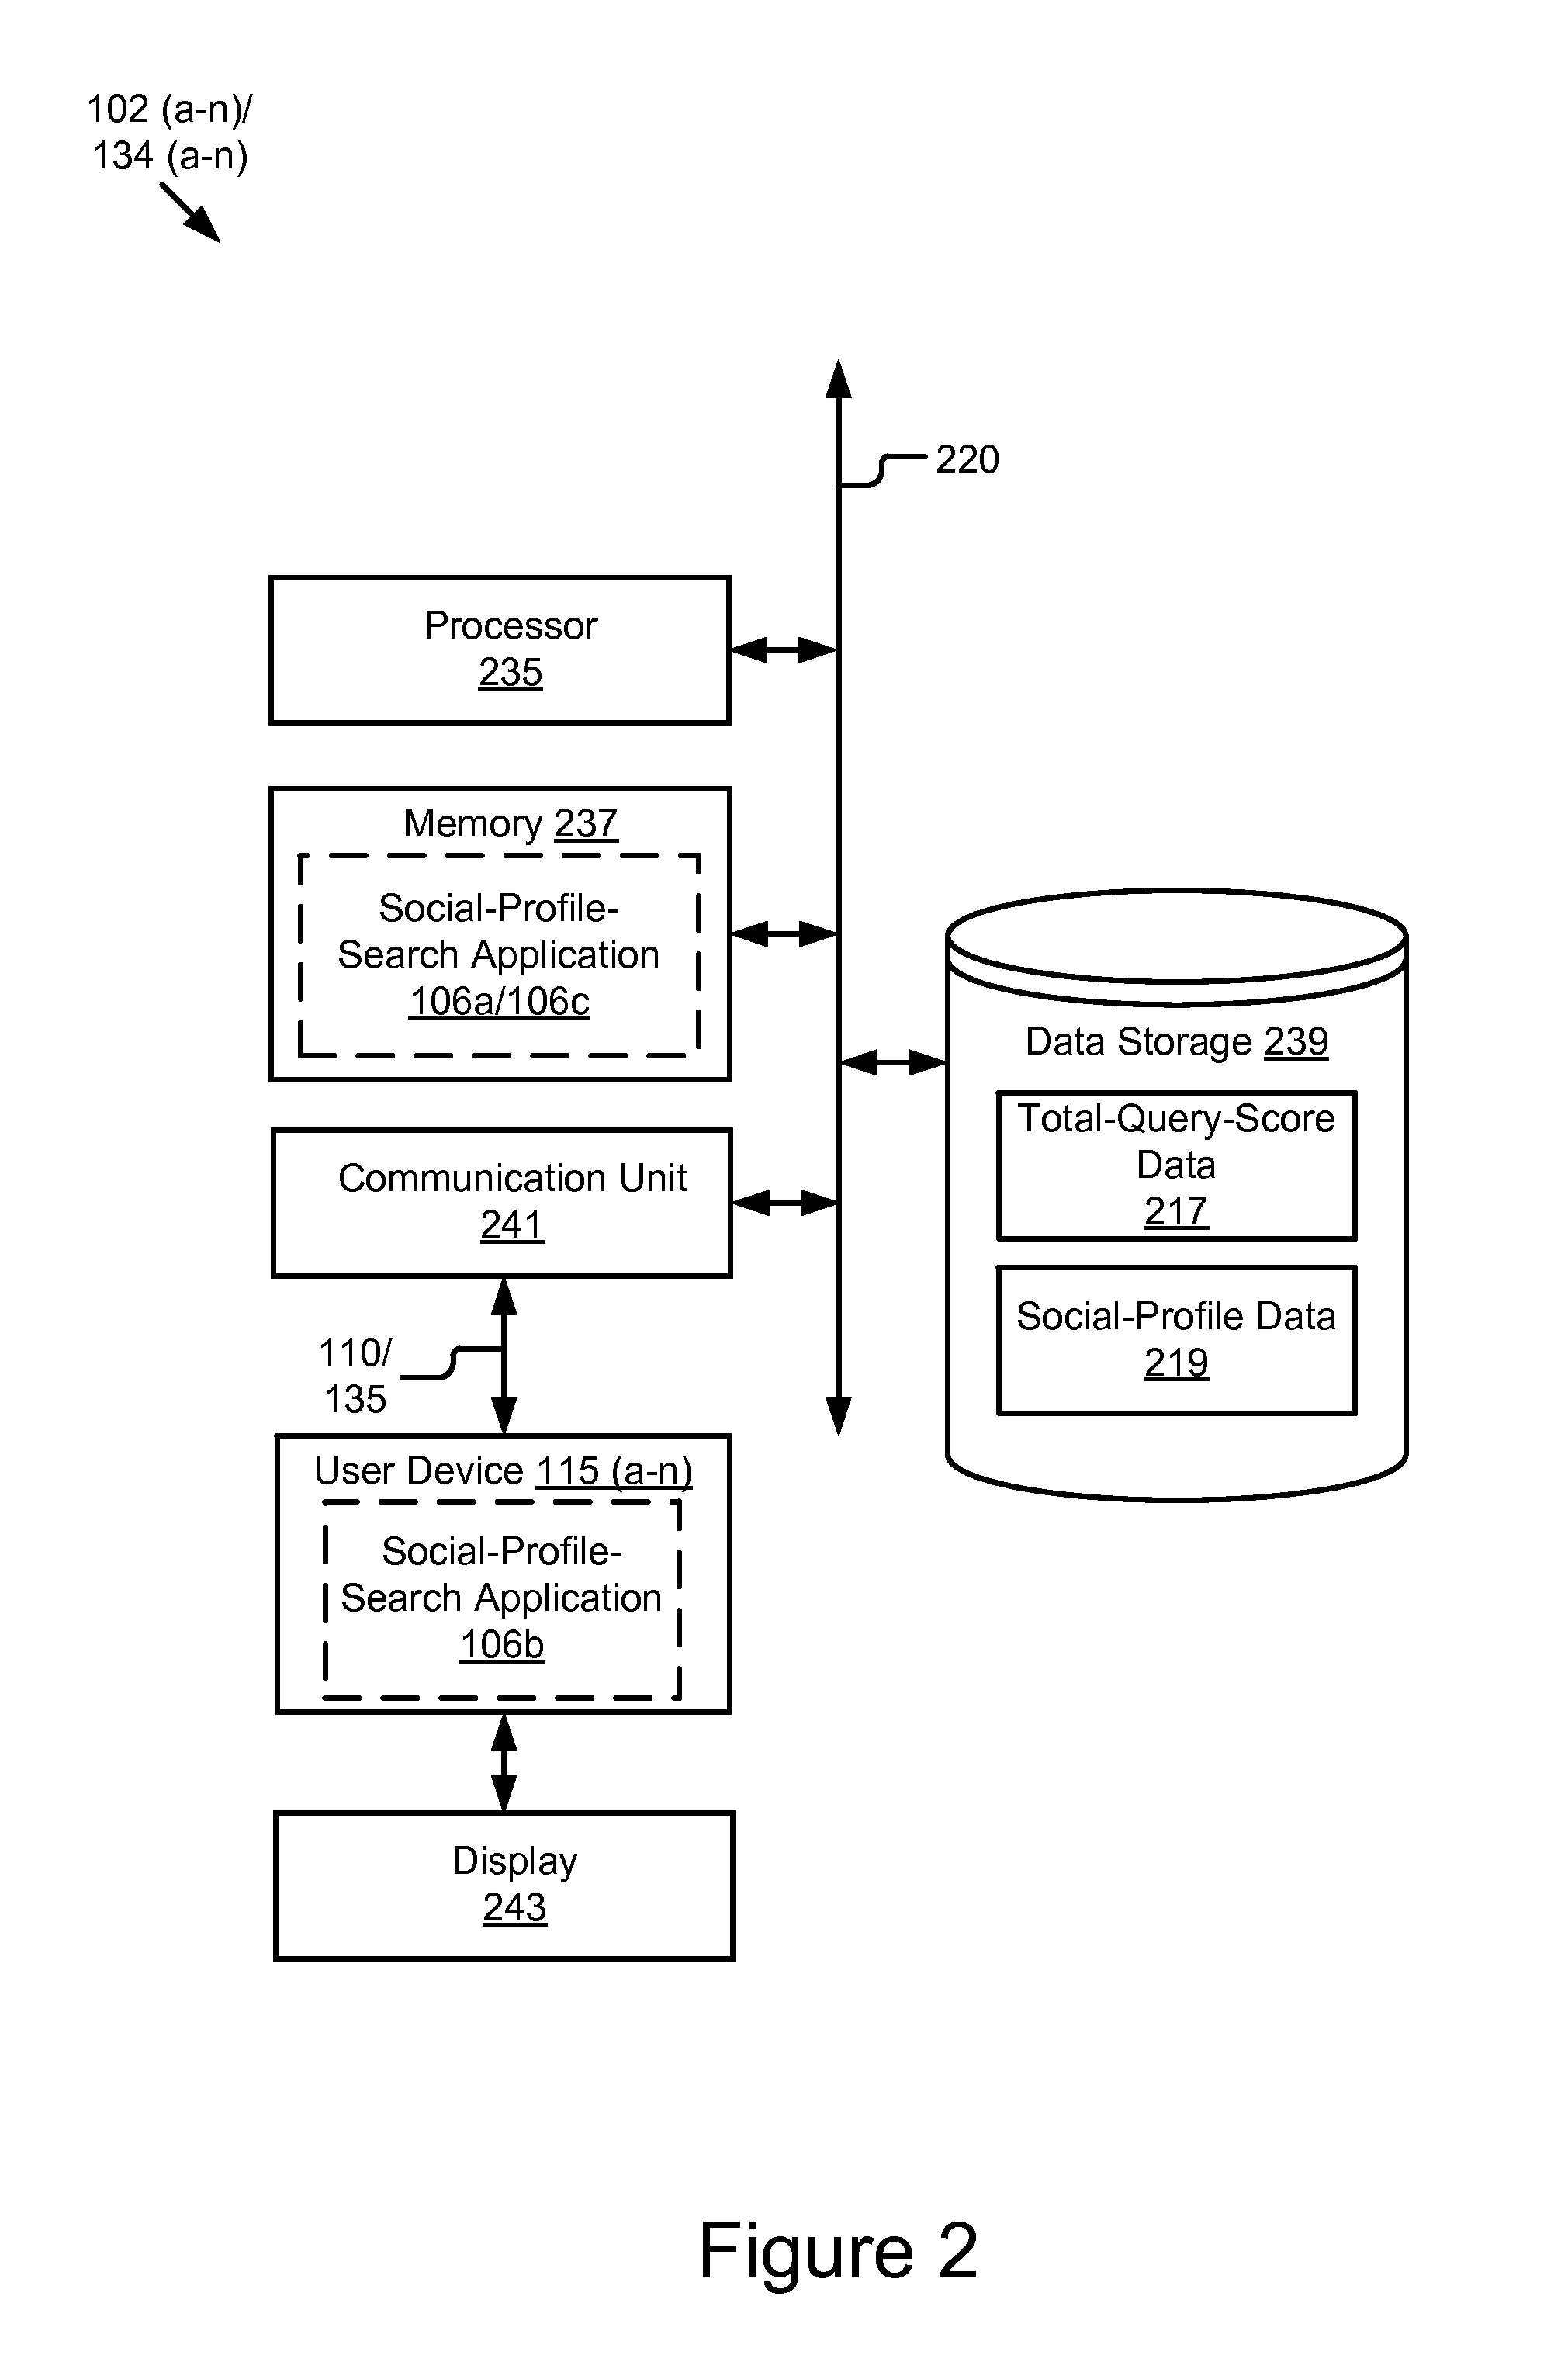 102 (a-n)/
134 (a-n)
220
Processor
235
Memory 237
Social-Profile-
Search Application
106a/106c
Data Storage 239
Total-Query-Score
Data
217
Social-Profile Data
219
Communication Unit
241
110/
135
User Device 115 (a-n)
Social-Profile-
Search Application
106b
Display
243
Figure 2